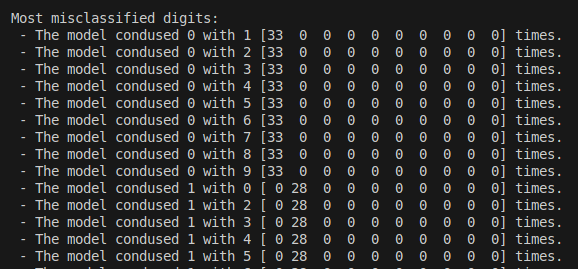 Most misclassified digits:
 - The model condused 0 with 1 [33  0  0  0  0  0  0  0  0  0] times.
 - The model condused 0 with 2 [33  0  0  0  0  0  0  0  0  0] times.
 - The model condused 0 with 3 [33  0  0  0  0  0  0  0  0  0] times.
 - The model condused 0 with 4 [33  0  0  0  0  0  0  0  0  0] times.
 - The model condused 0 with 5 [33  0  0  0  0  0  0  0  0  0] times.
 - The model condused 0 with 6 [33  0  0  0  0  0  0  0  0  0] times.
 - The model condused 0 with 7 [33  0  0  0  0  0  0  0  0  0] times.
 - The model condused 0 with 8 [33  0  0  0  0  0  0  0  0  0] times.
 - The model condused 0 with 9 [33  0  0  0  0  0  0  0  0  0] times.
 - The model condused 1 with 0 [ 0 28  0  0  0  0  0  0  0  0] times.
 - The model condused 1 with 2 [ 0 28  0  0  0  0  0  0  0  0] times.
 - The model condused 1 with 3 [ 0 28  0  0  0  0  0  0  0  0] times.
 - The model condused 1 with 4 [ 0 28  0  0  0  0  0  0  0  0] times.
 - The model condused 1 with 5 [ 0 28  0  0  0  0  0  0  0  0] times.